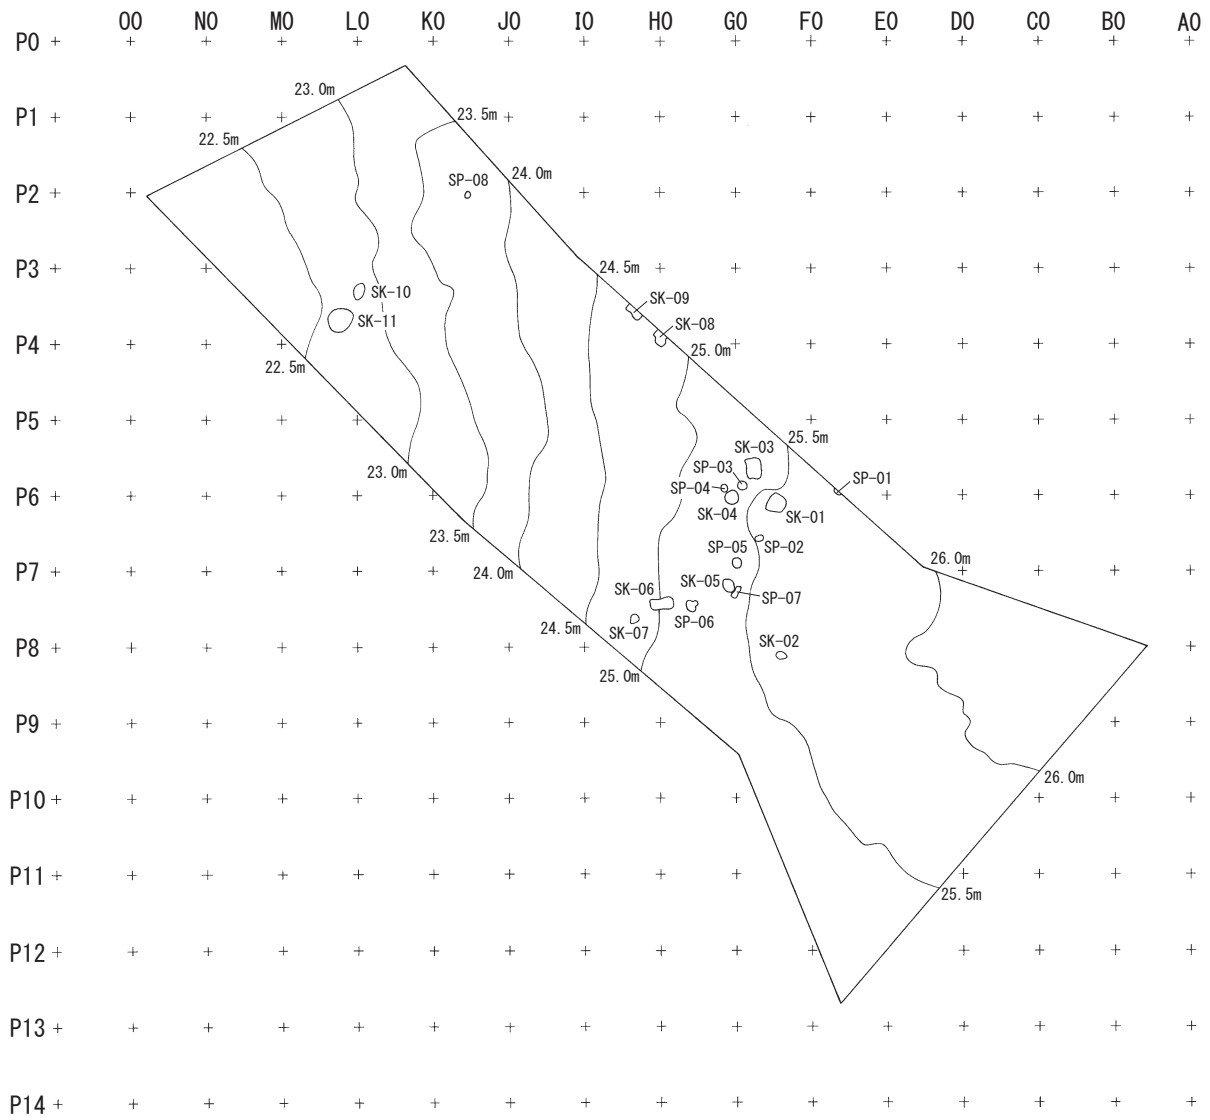 O0 N0 M0 L0 K0 J0 I0 H0 G0 F0 E0 D0 C0 B0 A0
P0
23.0m
23.5m
P1
22.5m
24.0m
SP-08
P2
P3
24.5m
SK-10
SK-09
SK-11
SK-08
P4
25.0m
22.5m
P5
25.5m
SK-03
SP-03
23.0m
SP-01
SP-04
P6
SK-04
SK-01
23.5m
SP-05
SP-02
26.0m
P7
24.0m
SK-06
SK-05
SP-07
SP-06
24.5m
SK-07
SK-02
P8
25.0m
P9
26.0m
P10
P11
25.5m
P12
P13
P14